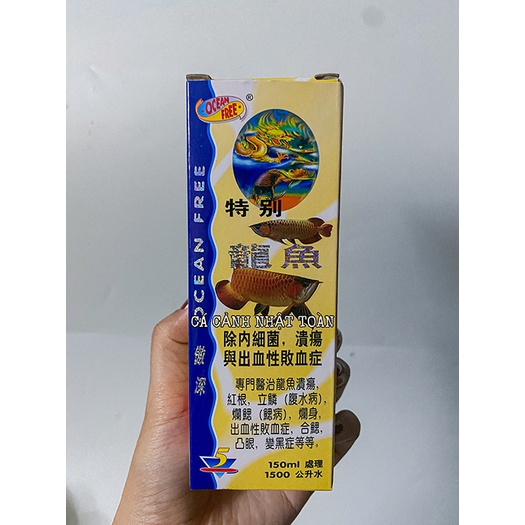 OCEAN FREE®
特別
龍魚
CÁ CẢNH NHẬT TOÀN
除內細菌，潰瘍
與出血性敗血症
專門醫治龍魚潰瘍，
紅根，立鱗（腹水病），
爛鰓（鰓病），爛身，
出血性敗血症，合鰓，
凸眼，變黑症等等。
5
150ml 處理
1500 公升水
OCEAN FREE